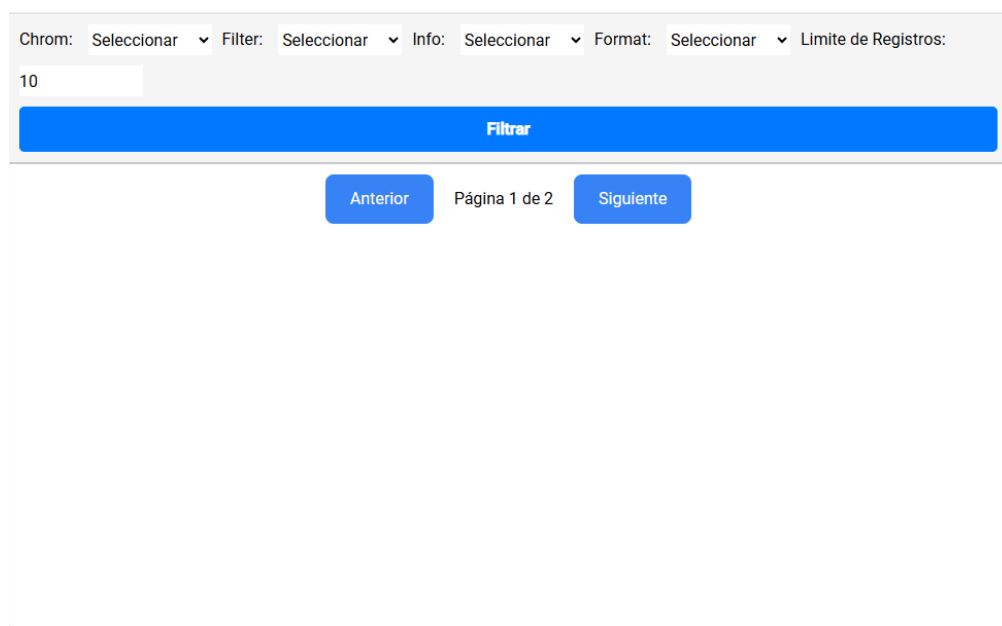 Chrom: Seleccionar Filter: Seleccionar Info: Seleccionar Format: Seleccionar Limite de Registros:
10
Filtrar
Anterior Página 1 de 2 Siguiente